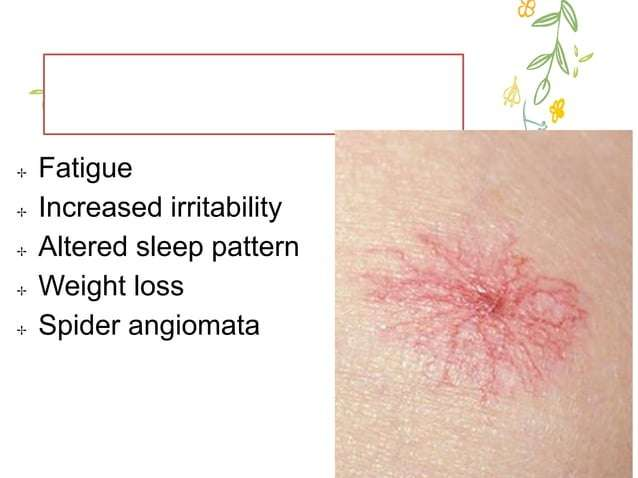 Fatigue
Increased irritability
Altered sleep pattern
Weight loss
Spider angiomata